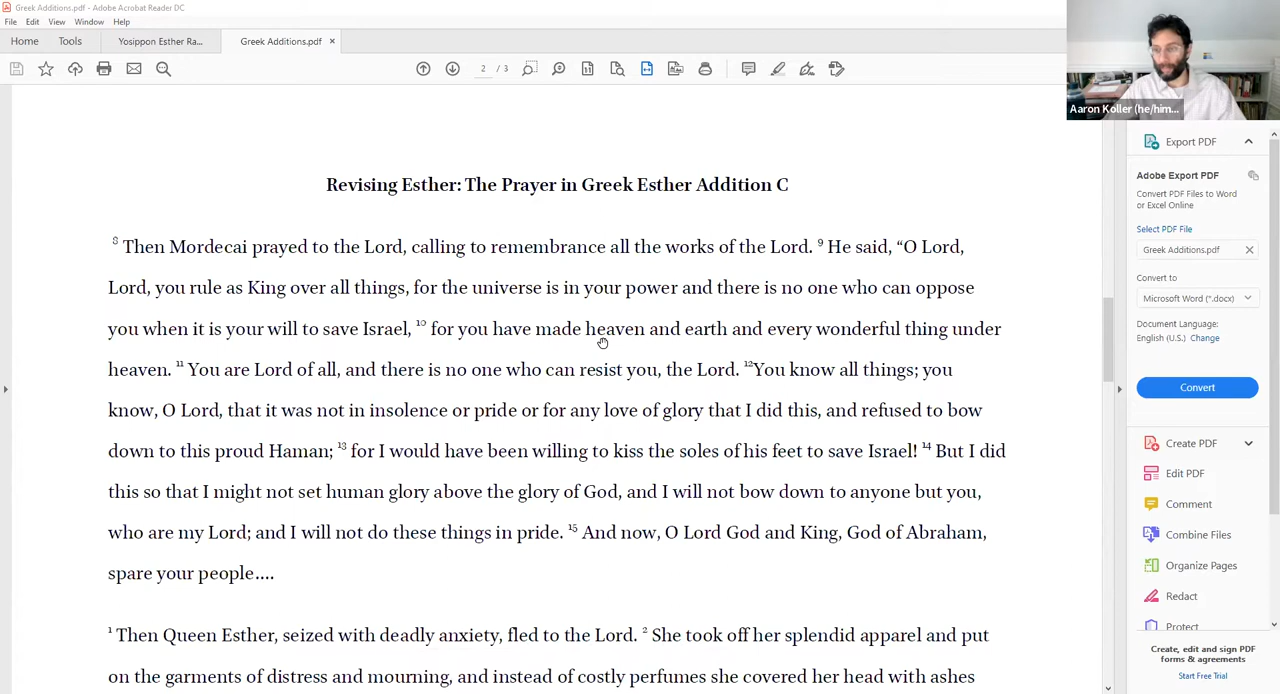 Greek Additions.pdf - Adobe Acrobat Reader DC
File Edit View Window Help
Home Tools Yosippon Esther Ra... Greek Additions.pdf ×
2 / 3
Aaron Koller (he/him...
Revising Esther: The Prayer in Greek Esther Addition C
8 Then Mordecai prayed to the Lord, calling to remembrance all the works of the Lord. 9 He said, “O Lord,
Lord, you rule as King over all things, for the universe is in your power and there is no one who can oppose
you when it is your will to save Israel, 10 for you have made heaven and earth and every wonderful thing under
heaven. 11 You are Lord of all, and there is no one who can resist you, the Lord. 12You know all things; you
know, O Lord, that it was not in insolence or pride or for any love of glory that I did this, and refused to bow
down to this proud Haman; 13 for I would have been willing to kiss the soles of his feet to save Israel! 14 But I did
this so that I might not set human glory above the glory of God, and I will not bow down to anyone but you,
who are my Lord; and I will not do these things in pride. 15 And now, O Lord God and King, God of Abraham,
spare your people....
1 Then Queen Esther, seized with deadly anxiety, fled to the Lord. 2 She took off her splendid apparel and put
on the garments of distress and mourning, and instead of costly perfumes she covered her head with ashes
Export PDF
Adobe Export PDF
Convert PDF Files to Word
or Excel Online
Select PDF File
Greek Additions.pdf
Convert to
Microsoft Word (*.docx)
Document Language:
English (U.S.) Change
Convert
Create PDF
Edit PDF
Comment
Combine Files
Organize Pages
Redact
Protect
Convert, edit and sign PDF
forms & agreements
Start Free Trial